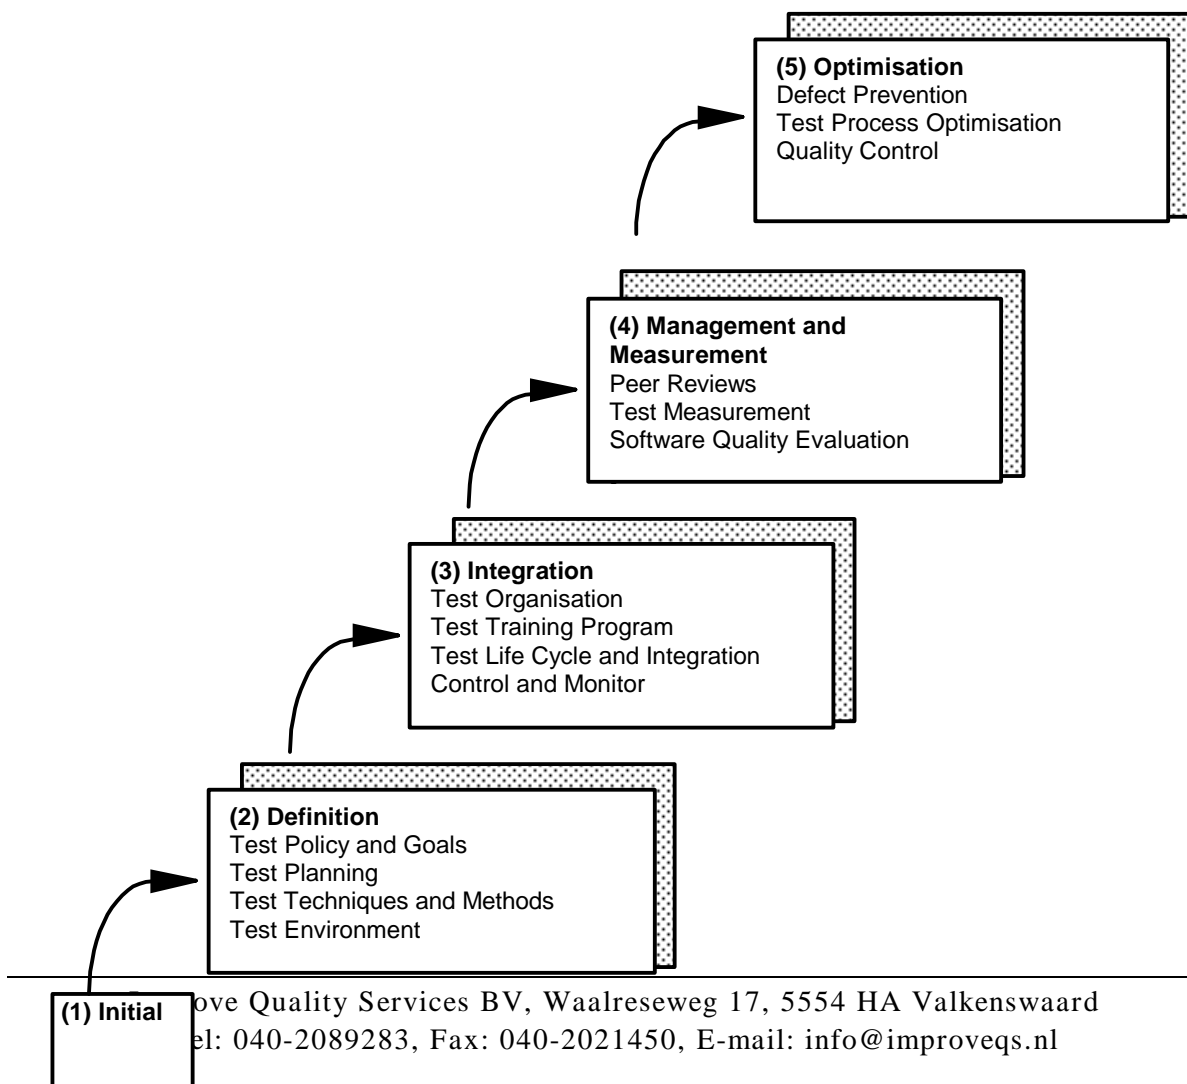 (5) Optimisation
Defect Prevention
Test Process Optimisation
Quality Control
(4) Management and
Measurement
Peer Reviews
Test Measurement
Software Quality Evaluation
(3) Integration
Test Organisation
Test Training Program
Test Life Cycle and Integration
Control and Monitor
(2) Definition
Test Policy and Goals
Test Planning
Test Techniques and Methods
Test Environment
(1) Initial
Quality Services BV, Waalreseweg 17, 5554 HA Valkenswaard
040-2089283, Fax: 040-2021450, E-mail: info@improveqs.nl